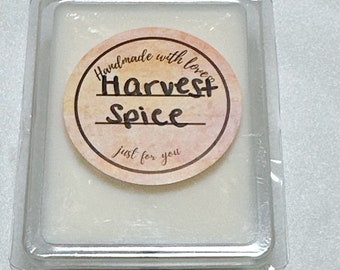 Handmade with love
Harvest
Spice
just for you